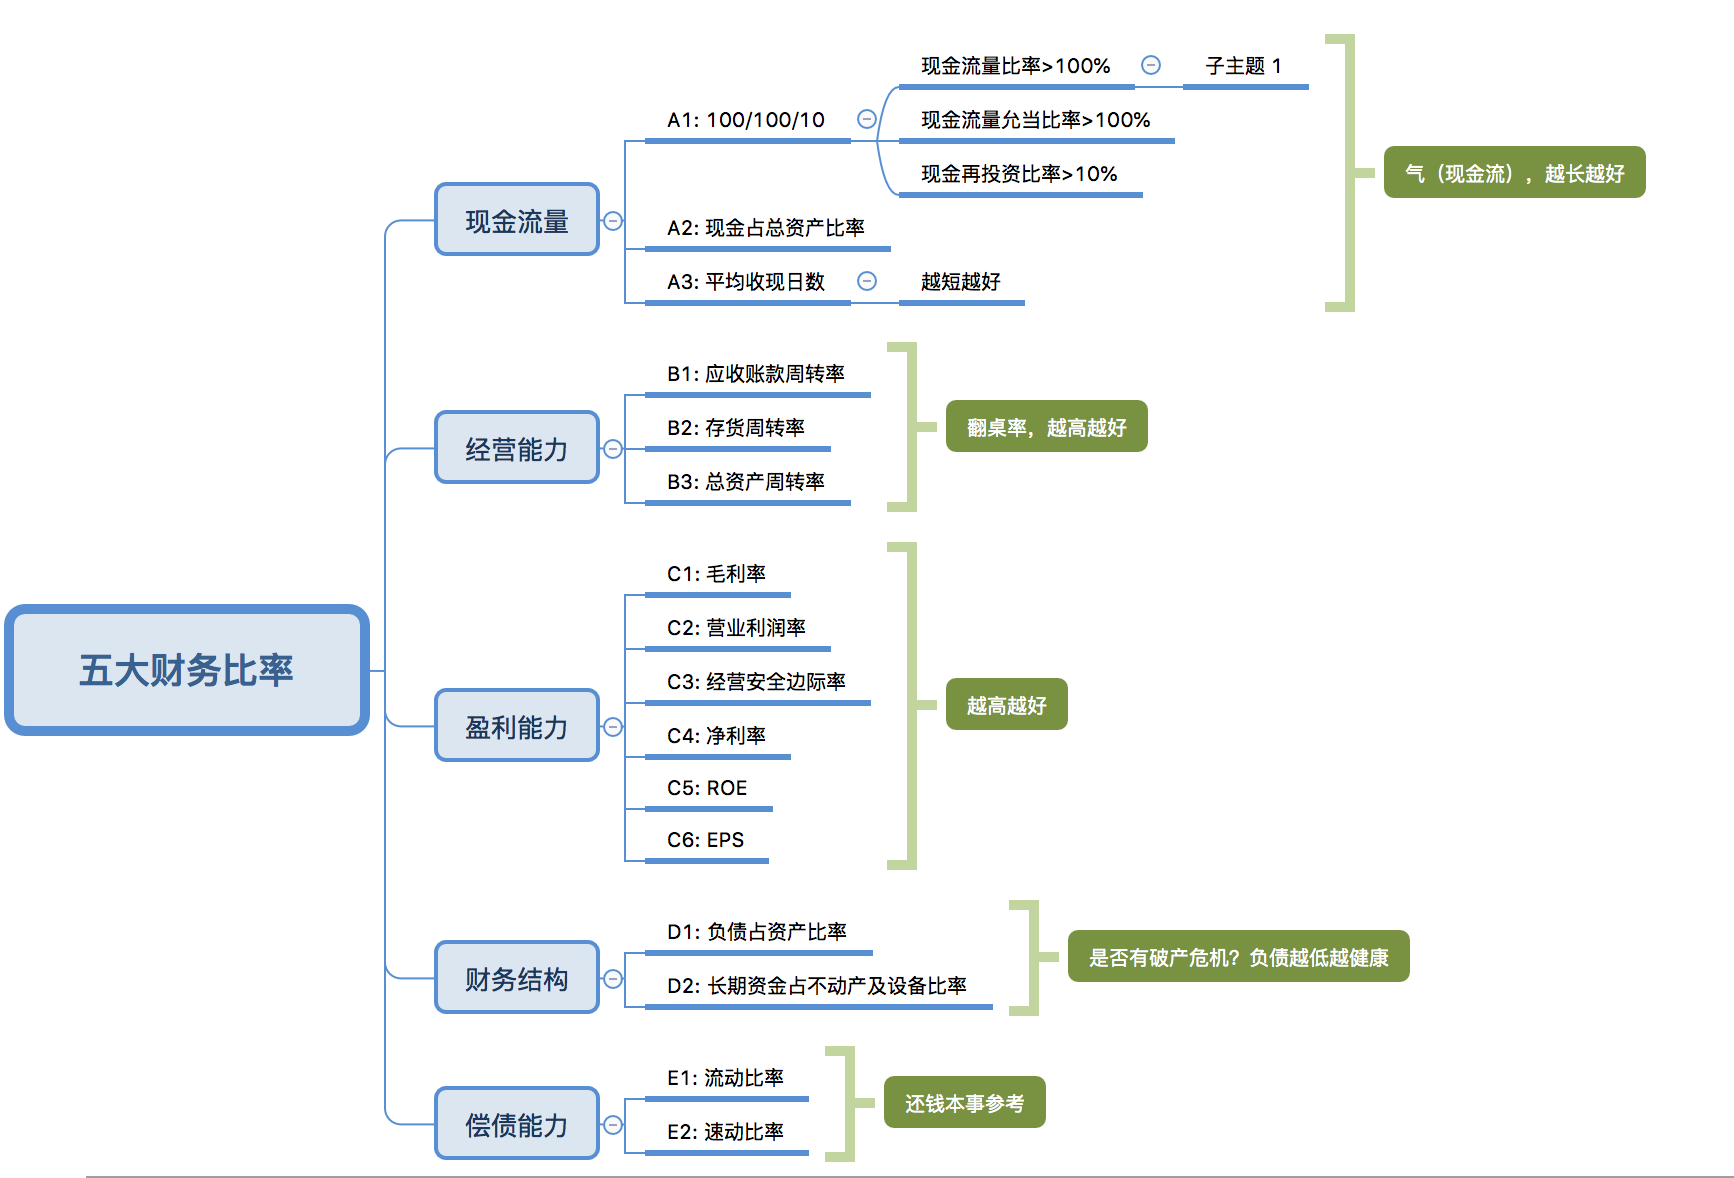 五大财务比率
现金流量
A1: 100/100/10
现金流量比率>100%
子主题 1
现金流量允当比率>100%
现金再投资比率>10%
A2: 现金占总资产比率
A3: 平均收现日数
越短越好
气（现金流），越长越好
经营能力
B1: 应收账款周转率
B2: 存货周转率
B3: 总资产周转率
翻桌率，越高越好
盈利能力
C1: 毛利率
C2: 营业利润率
C3: 经营安全边际率
C4: 净利率
C5: ROE
C6: EPS
越高越好
财务结构
D1: 负债占资产比率
D2: 长期资金占不动产及设备比率
是否有破产危机？负债越低越健康
偿债能力
E1: 流动比率
E2: 速动比率
还钱本事参考